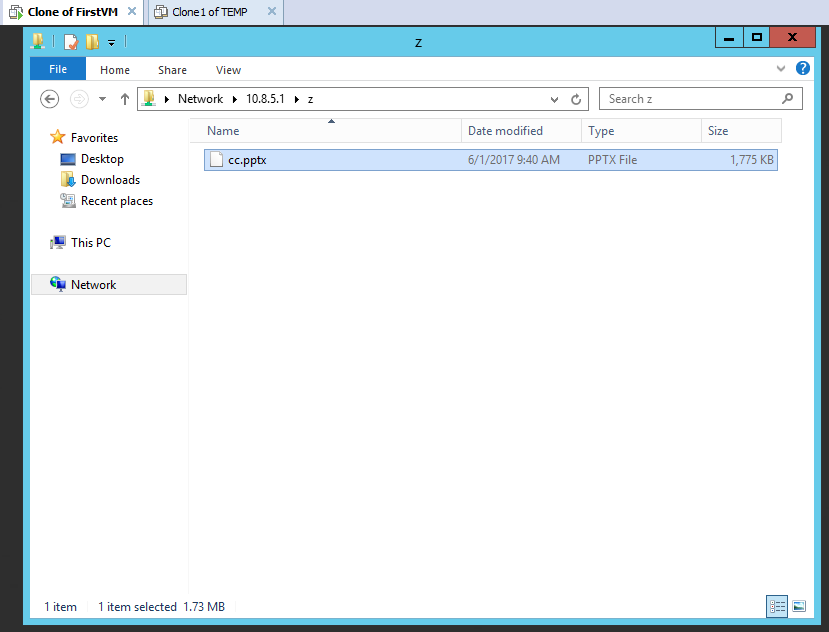 Clone of FirstVM Clone1 of TEMP
z
File Home Share View
Network 10.8.5.1 z Search z
Favorites
Desktop
Downloads
Recent places
This PC
Network
Name Date modified Type Size
cc.pptx 6/1/2017 9:40 AM PPTX File 1,775 KB
1 item 1 item selected 1.73 MB